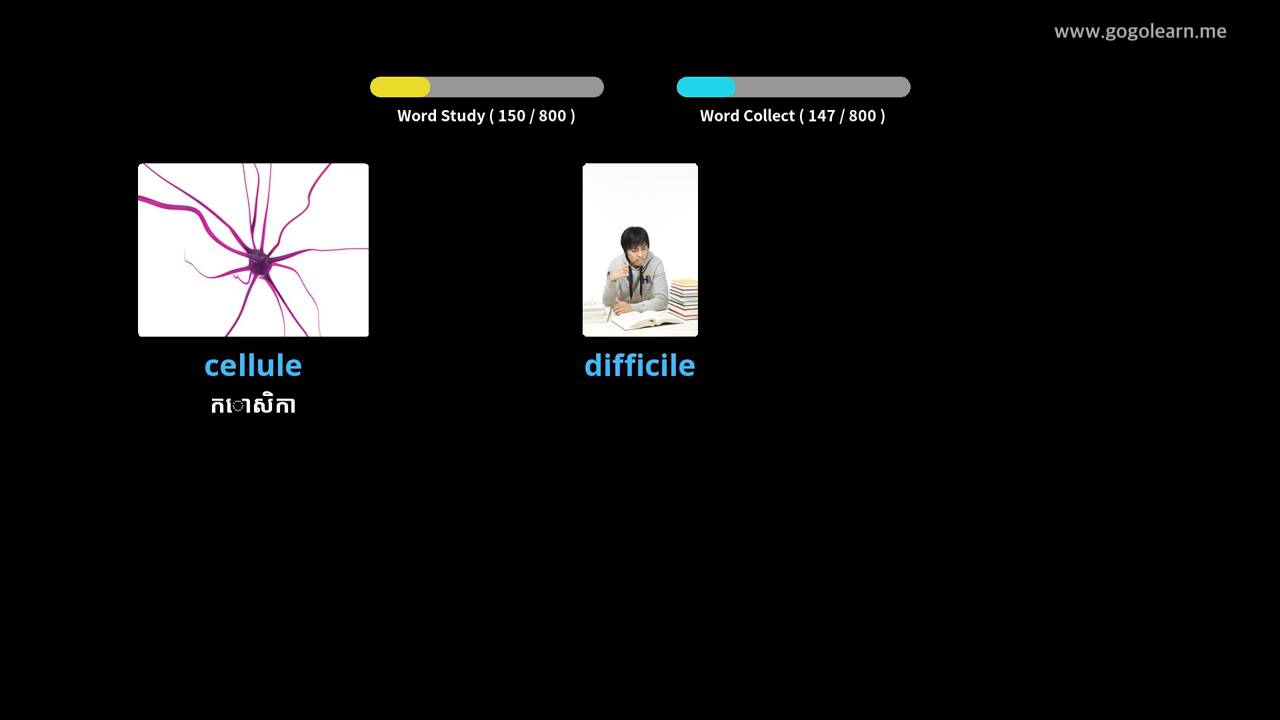 www.gogolearn.me
Word Study ( 150 / 800 )
Word Collect ( 147 / 800 )
cellule
កោសិកា
difficile